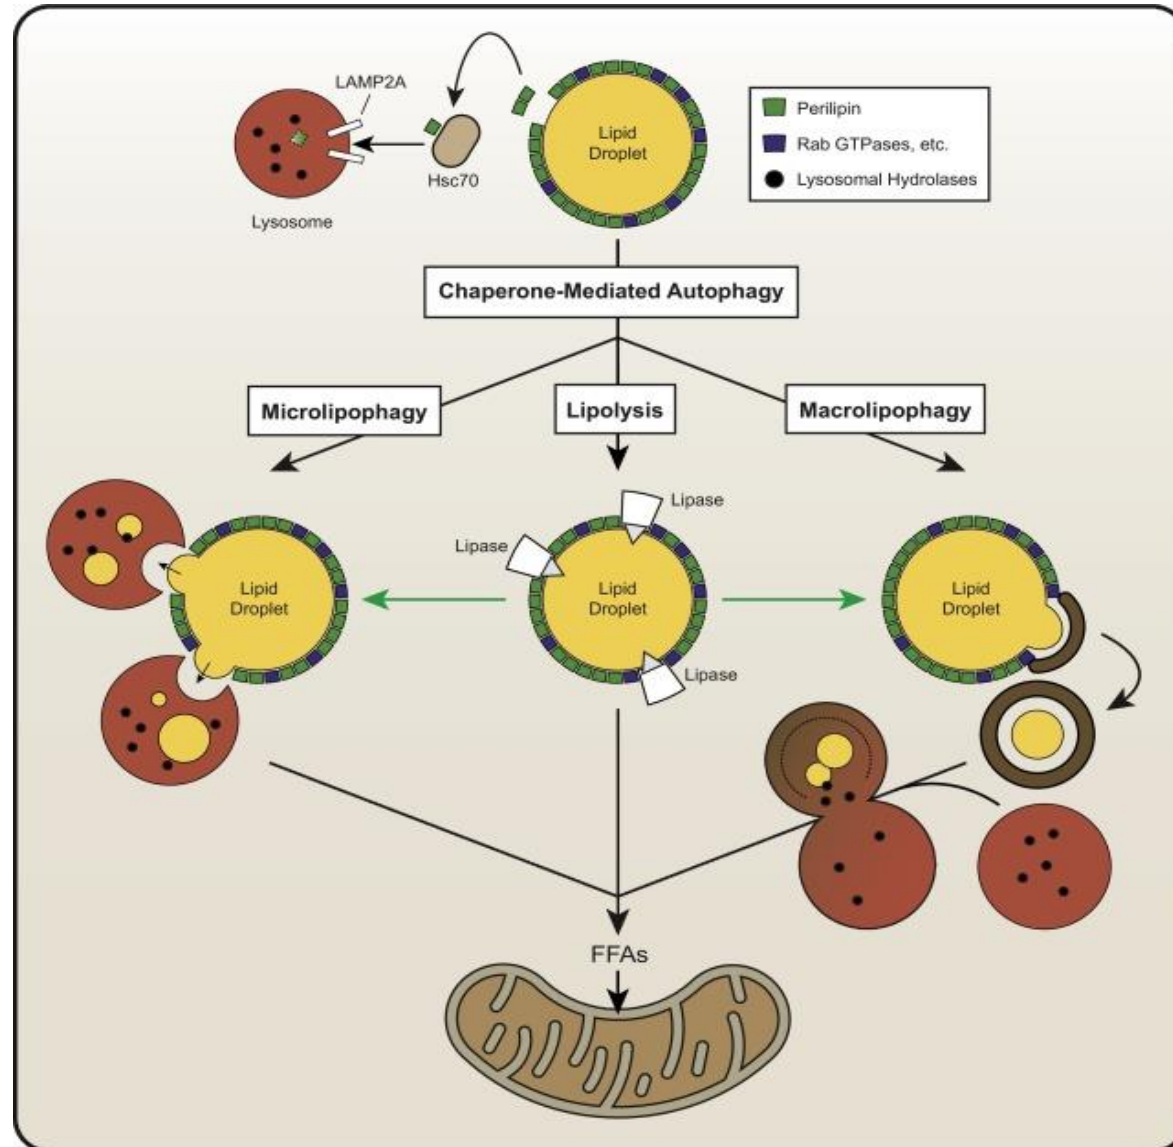 LAMP2A
Lysosome
Hsc70
Lipid
Droplet
Perilipin
Rab GTPases, etc.
Lysosomal Hydrolases
Chaperone-Mediated Autophagy
Microlipophagy
Lipolysis
Macrolipophagy
Lipid
Droplet
Lipase
Lipase
Lipid
Droplet
Lipase
Lipid
Droplet
FFAs